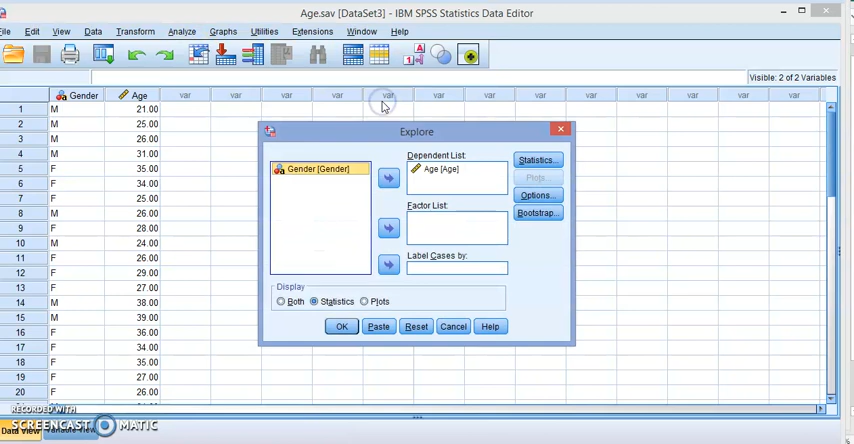 Age.sav [DataSet3] - IBM SPSS Statistics Data Editor
File Edit View Data Transform Analyze Graphs Utilities Extensions Window Help
Visible: 2 of 2 Variables
Gender Age var var var var var var var var var var var var var
1 M 21.00
2 M 25.00
3 M 26.00
4 M 31.00
5 F 35.00
6 F 34.00
7 F 25.00
8 M 26.00
9 F 28.00
10 M 24.00
11 F 26.00
12 F 29.00
13 F 27.00
14 M 38.00
15 M 39.00
16 F 36.00
17 F 34.00
18 F 35.00
19 F 27.00
20 F 26.00
Explore
Dependent List:
Gender [Gender]
Age [Age]
Statistics...
Plots...
Options...
Bootstrap...
Factor List:
Label Cases by:
Display
Both Statistics Plots
OK Paste Reset Cancel Help
RECORDED WITH
SCREENCAST MATIC
Data View Variable View